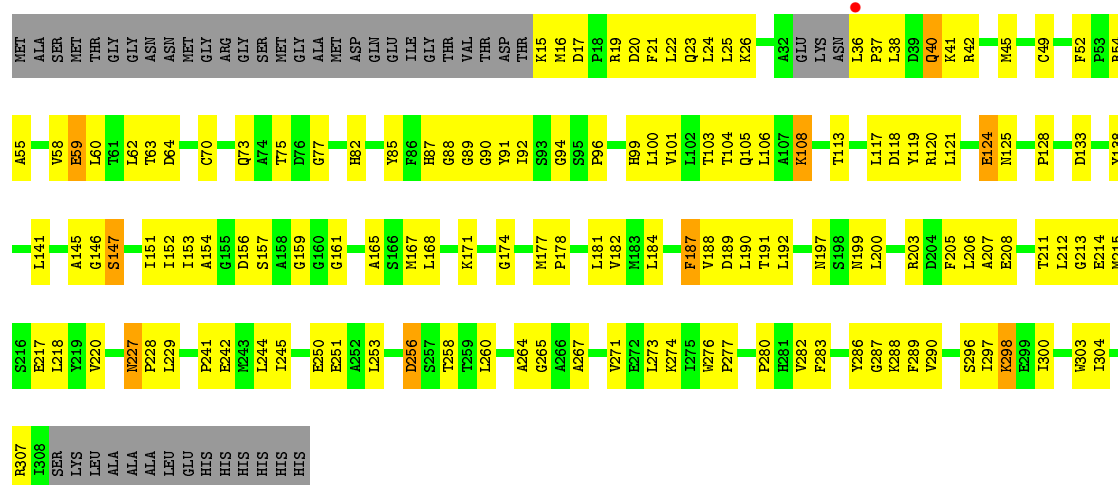 MET ALA SER MET THR GLY GLY ASN ASN MET GLY ARG GLY SER MET GLY ALA MET ASP GLN GLU ILE GLY THR VAL THR ASP THR K15 M16 D17 P18 R19 D20 F21 L22 Q23 L24 L25 K26 A32 GLU LYS ASN L36 P37 L38 D39 Q40 K41 R42 M45 C49 F52 P53 R54
A55 V58 E59 L60 T61 L62 T63 D64 C70 Q73 A74 T75 D76 G77 H82 Y85 F86 H87 G88 G89 G90 Y91 I92 S93 G94 S95 P96 H99 L100 V101 L102 T103 T104 Q105 L106 A107 K108 T113 L117 D118 Y119 R120 L121 E124 N125 P128 D133 Y138
L141 A145 G146 S147 I151 I152 I153 A154 G155 D156 S157 A158 G159 G160 G161 A165 S166 M167 L168 K171 G174 M177 P178 L181 V182 M183 L184 F187 V188 D189 L190 T191 L192 N197 S198 N199 L200 R203 D204 F205 L206 A207 E208 T211 L212 G213 E214 M215
S216 E217 L218 Y219 V220 N227 P228 L229 P241 E242 M243 L244 I245 E250 E251 A252 L253 D256 S257 T258 T259 L260 A264 G265 A266 A267 V271 E272 L273 K274 I275 W276 P277 P280 H281 V282 F283 Y286 G287 K288 F289 V290 S296 I297 K298 E299 I300 W303 I304
R307 I308 SER LYS LEU ALA ALA ALA LEU GLU HIS HIS HIS HIS HIS HIS